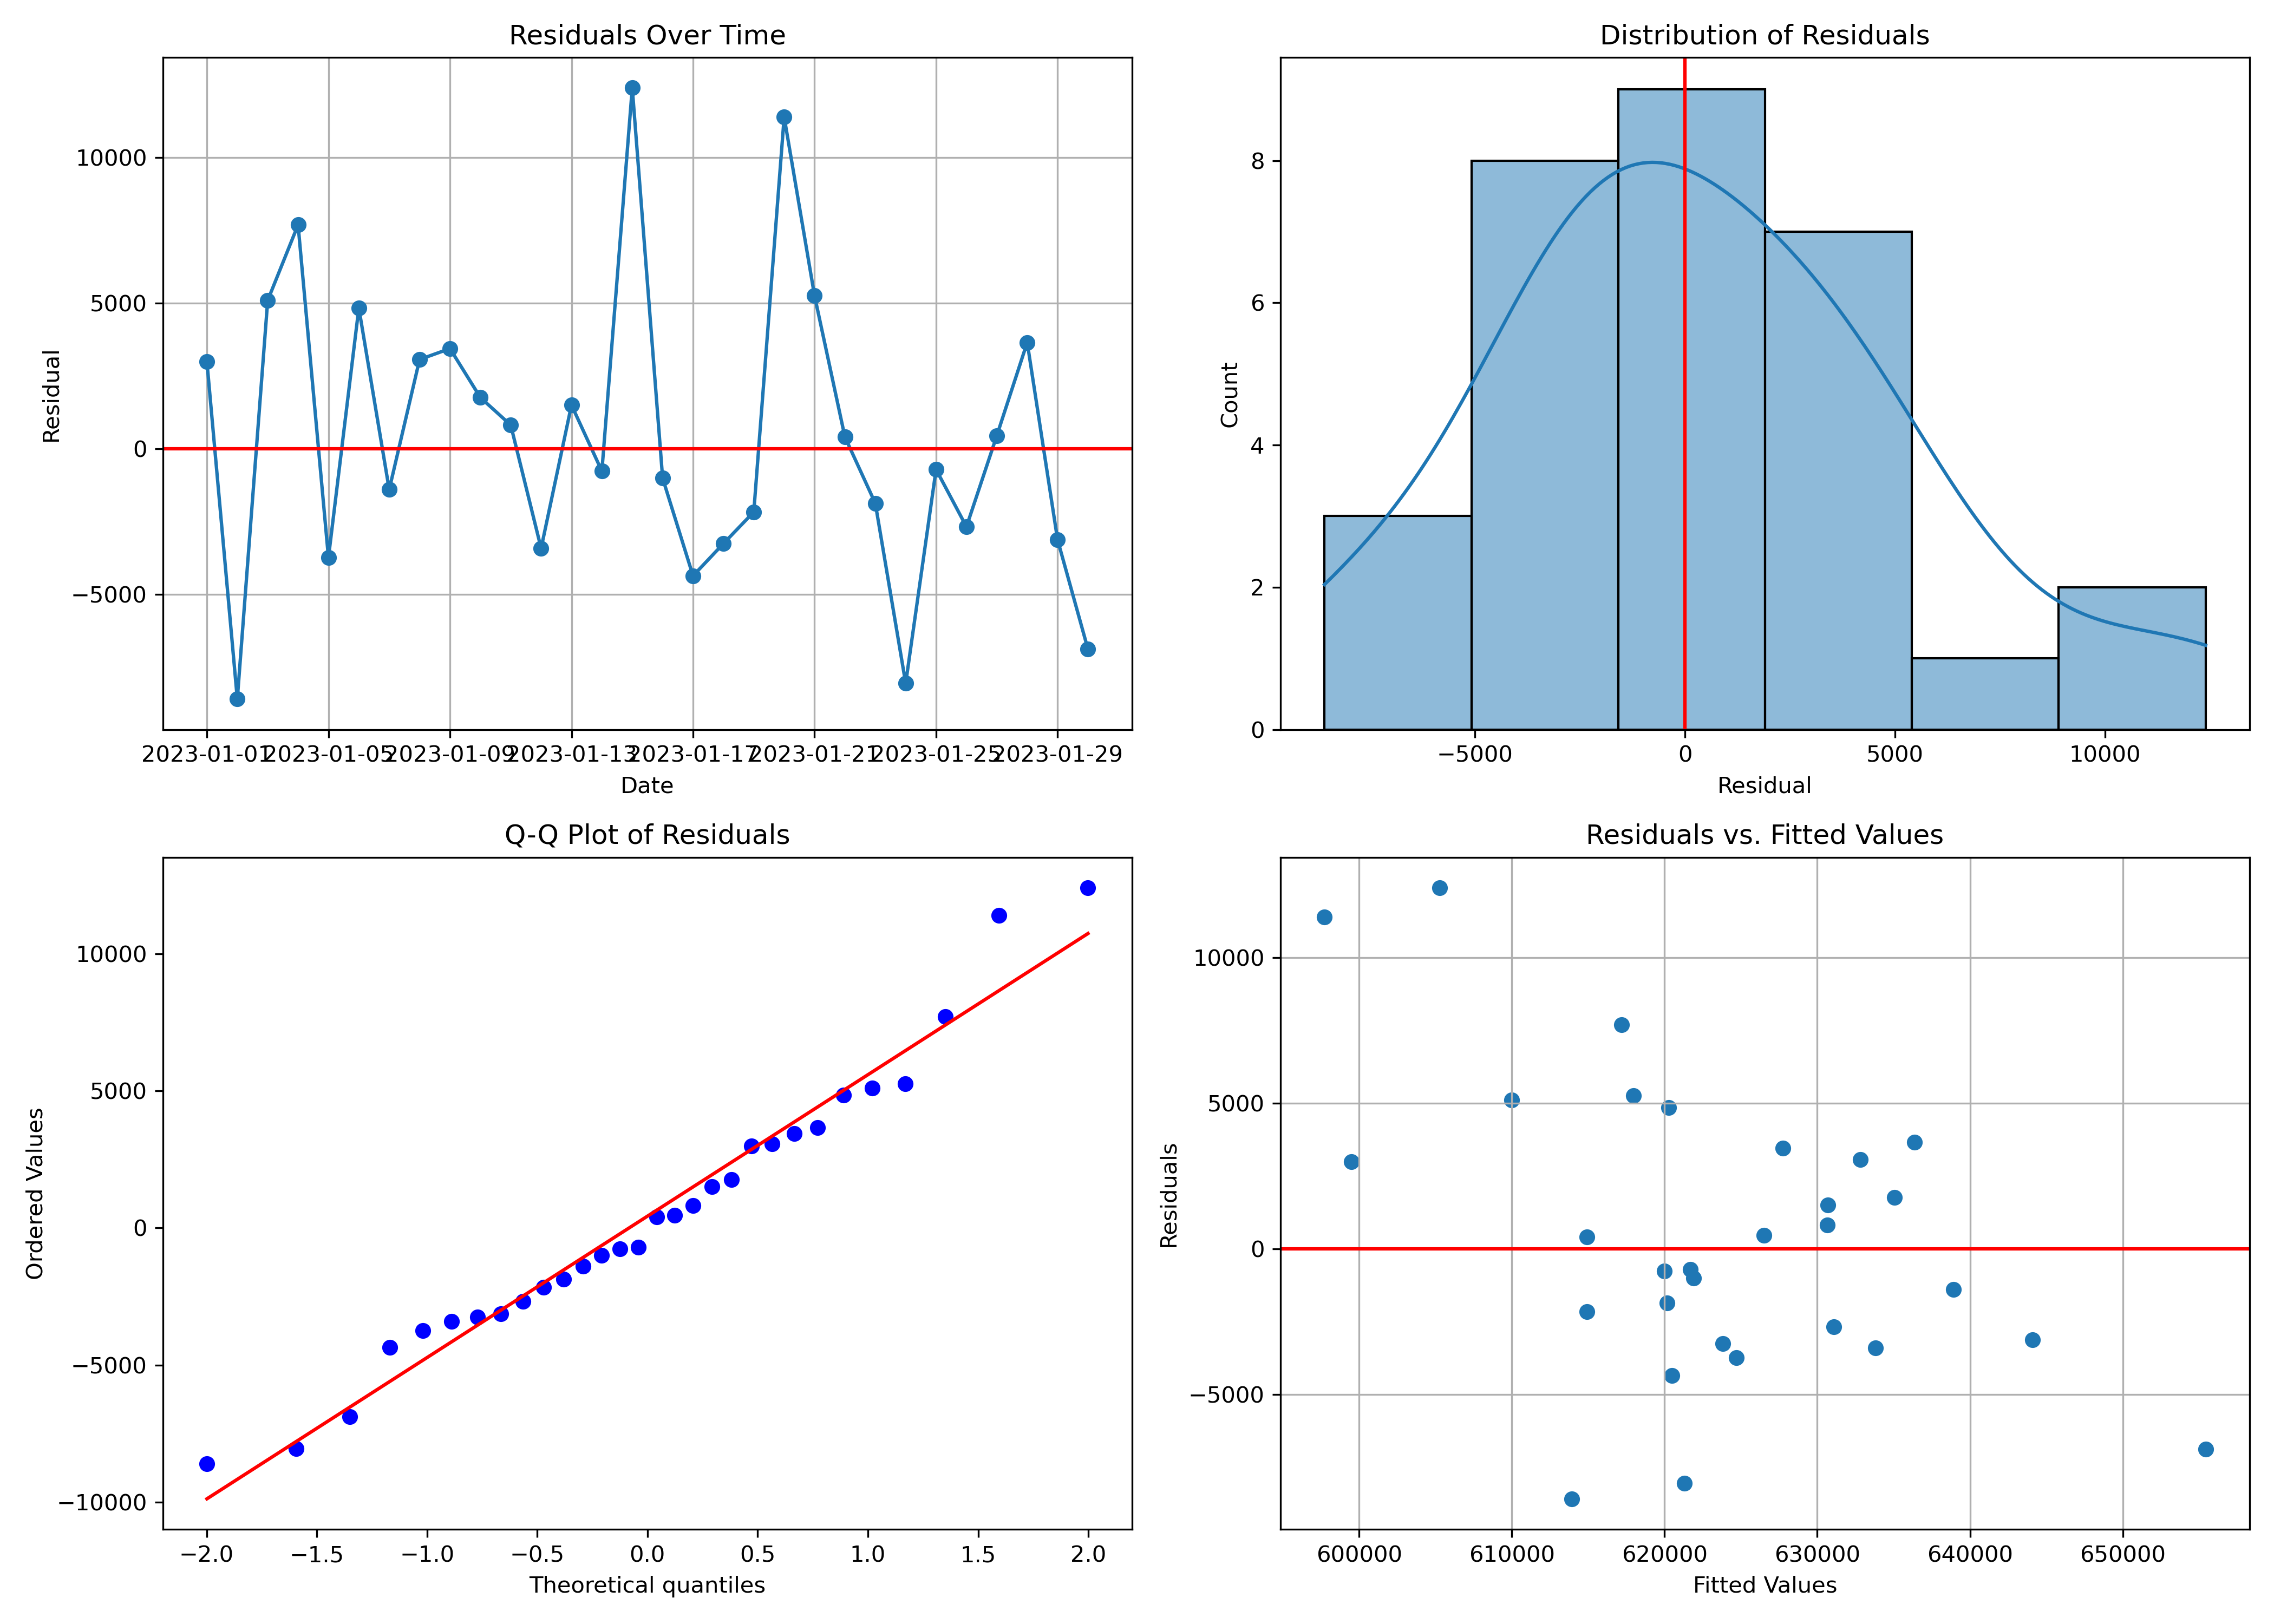 Residuals Over Time
Residual
10000
5000
0
−5000
2023-01-01 2023-01-05 2023-01-09 2023-01-13 2023-01-17 2023-01-21 2023-01-25 2023-01-29
Date
Distribution of Residuals
Count
8
6
4
2
0
−5000 0 5000 10000
Residual
Q-Q Plot of Residuals
Ordered Values
10000
5000
0
−5000
−10000
−2.0 −1.5 −1.0 −0.5 0.0 0.5 1.0 1.5 2.0
Theoretical quantiles
Residuals vs. Fitted Values
Residuals
10000
5000
0
−5000
600000 610000 620000 630000 640000 650000
Fitted Values